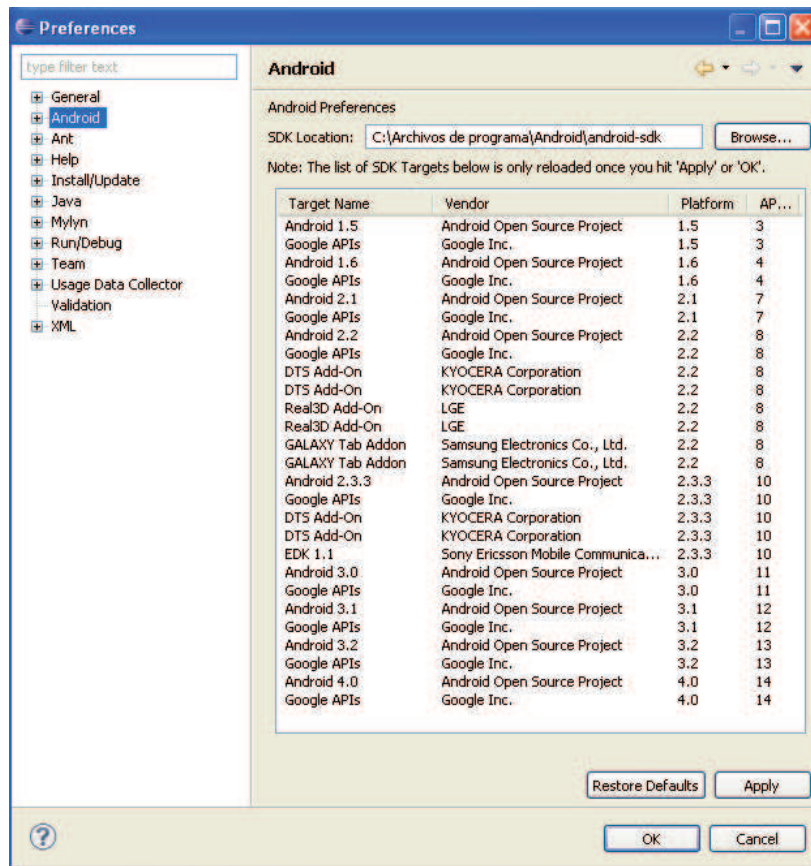 Preferences
type filter text
General
Android
Ant
Help
Install/Update
Java
Mylyn
Run/Debug
Team
Usage Data Collector
Validation
XML
Android
Android Preferences
SDK Location: C:\Archivos de programa\Android\android-sdk Browse...
Note: The list of SDK Targets below is only reloaded once you hit 'Apply' or 'OK'.
Target Name Vendor Platform AP...
Android 1.5 Android Open Source Project 1.5 3
Google APIs Google Inc. 1.5 3
Android 1.6 Android Open Source Project 1.6 4
Google APIs Google Inc. 1.6 4
Android 2.1 Android Open Source Project 2.1 7
Google APIs Google Inc. 2.1 7
Android 2.2 Android Open Source Project 2.2 8
Google APIs Google Inc. 2.2 8
DTS Add-On KYOCERA Corporation 2.2 8
DTS Add-On KYOCERA Corporation 2.2 8
Real3D Add-On LGE 2.2 8
Real3D Add-On LGE 2.2 8
GALAXY Tab Addon Samsung Electronics Co., Ltd. 2.2 8
GALAXY Tab Addon Samsung Electronics Co., Ltd. 2.2 8
Android 2.3.3 Android Open Source Project 2.3.3 10
Google APIs Google Inc. 2.3.3 10
DTS Add-On KYOCERA Corporation 2.3.3 10
DTS Add-On KYOCERA Corporation 2.3.3 10
EDK 1.1 Sony Ericsson Mobile Communica... 2.3.3 10
Android 3.0 Android Open Source Project 3.0 11
Google APIs Google Inc. 3.0 11
Android 3.1 Android Open Source Project 3.1 12
Google APIs Google Inc. 3.1 12
Android 3.2 Android Open Source Project 3.2 13
Google APIs Google Inc. 3.2 13
Android 4.0 Android Open Source Project 4.0 14
Google APIs Google Inc. 4.0 14
Restore Defaults Apply
? OK Cancel